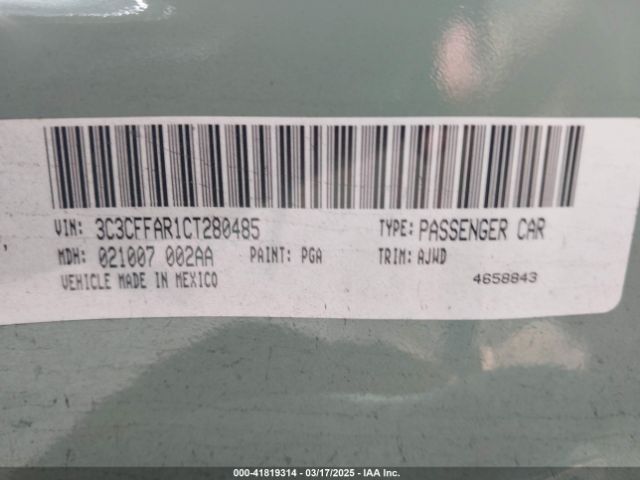 VIN: 3C3CFFAR1CT280485 TYPE: PASSENGER CAR
MDH: 021007 002AA PAINT: PGA TRIM: AJWD
VEHICLE MADE IN MEXICO 4658843
000-41819314 - 03/17/2025 - IAA Inc.